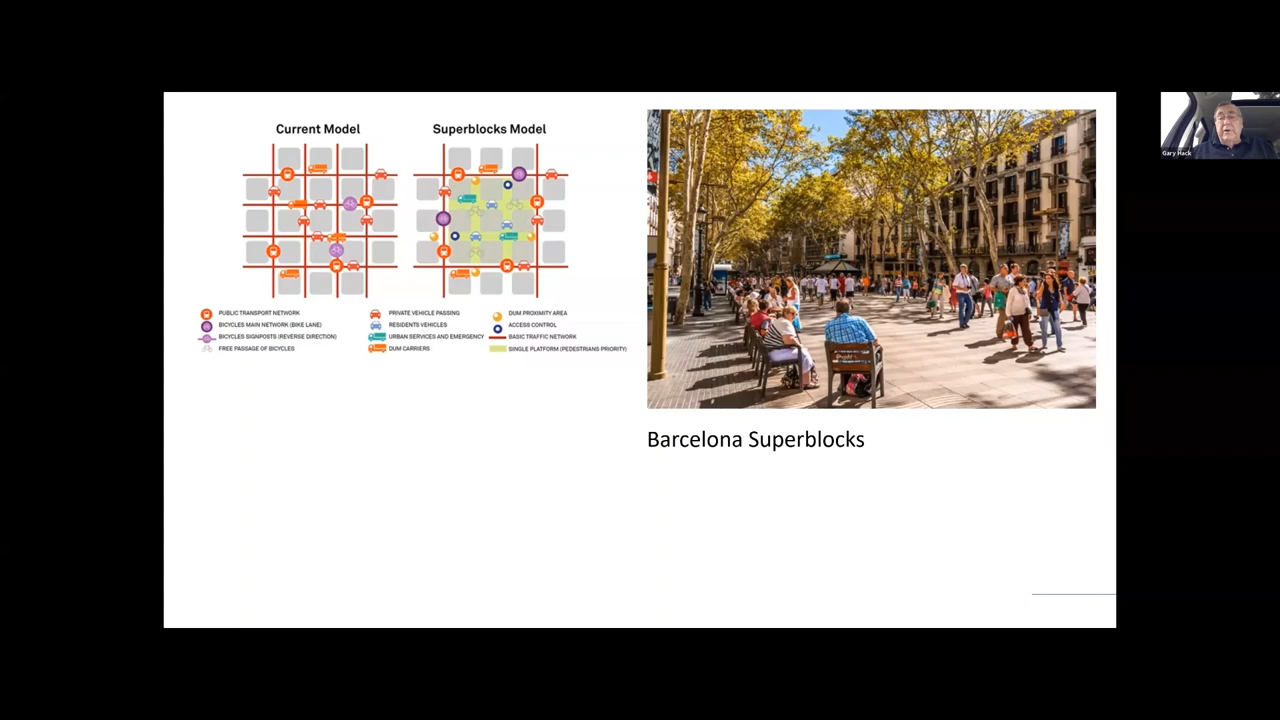 Current Model
Superblocks Model
PUBLIC TRANSPORT NETWORK
BICYCLES MAIN NETWORK (BIKE LANE)
BICYCLES SIGNPOSTS (REVERSE DIRECTION)
FREE PASSAGE OF BICYCLES
PRIVATE VEHICLE PASSING
RESIDENTS VEHICLES
URBAN SERVICES AND EMERGENCY
DUM CARRIERS
DUM PROXIMITY AREA
ACCESS CONTROL
BASIC TRAFFIC NETWORK
SINGLE PLATFORM (PEDESTRIANS PRIORITY)
Barcelona Superblocks
Gary Hack